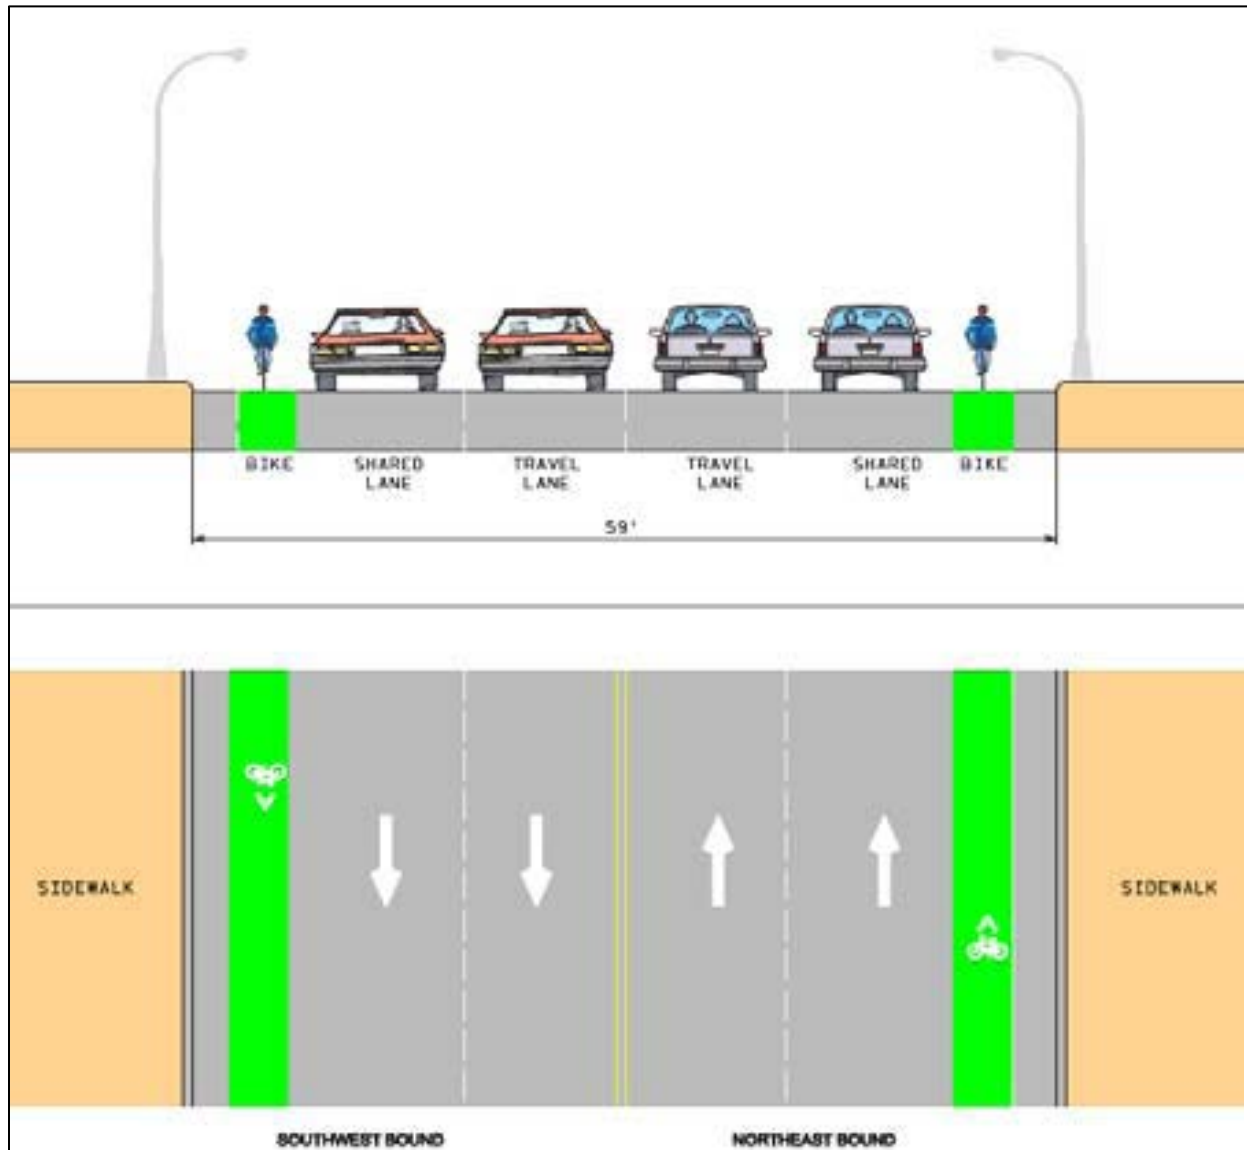 BIKE SHARED LANE TRAVEL LANE TRAVEL LANE SHARED LANE BIKE
59'
SIDEWALK SIDEWALK
SOUTHWEST BOUND NORTHEAST BOUND